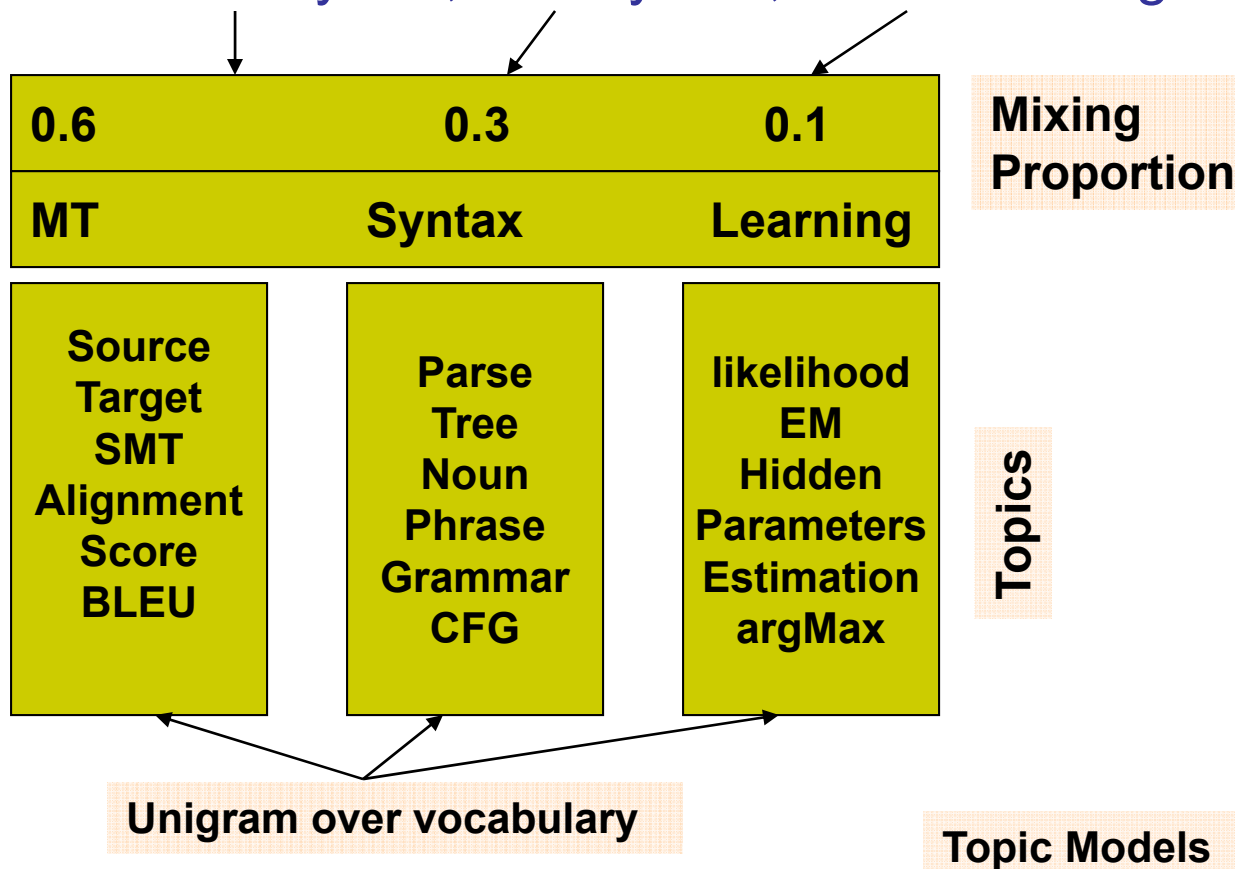 0.6 0.3 0.1
Mixing
Proportion
MT Syntax Learning
Source
Target
SMT
Alignment
Score
BLEU
Parse
Tree
Noun
Phrase
Grammar
CFG
likelihood
EM
Hidden
Parameters
Estimation
argMax
Topics
Unigram over vocabulary
Topic Models